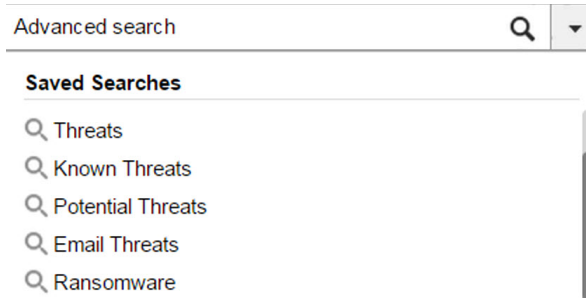 Advanced search
Saved Searches
Threats
Known Threats
Potential Threats
Email Threats
Ransomware